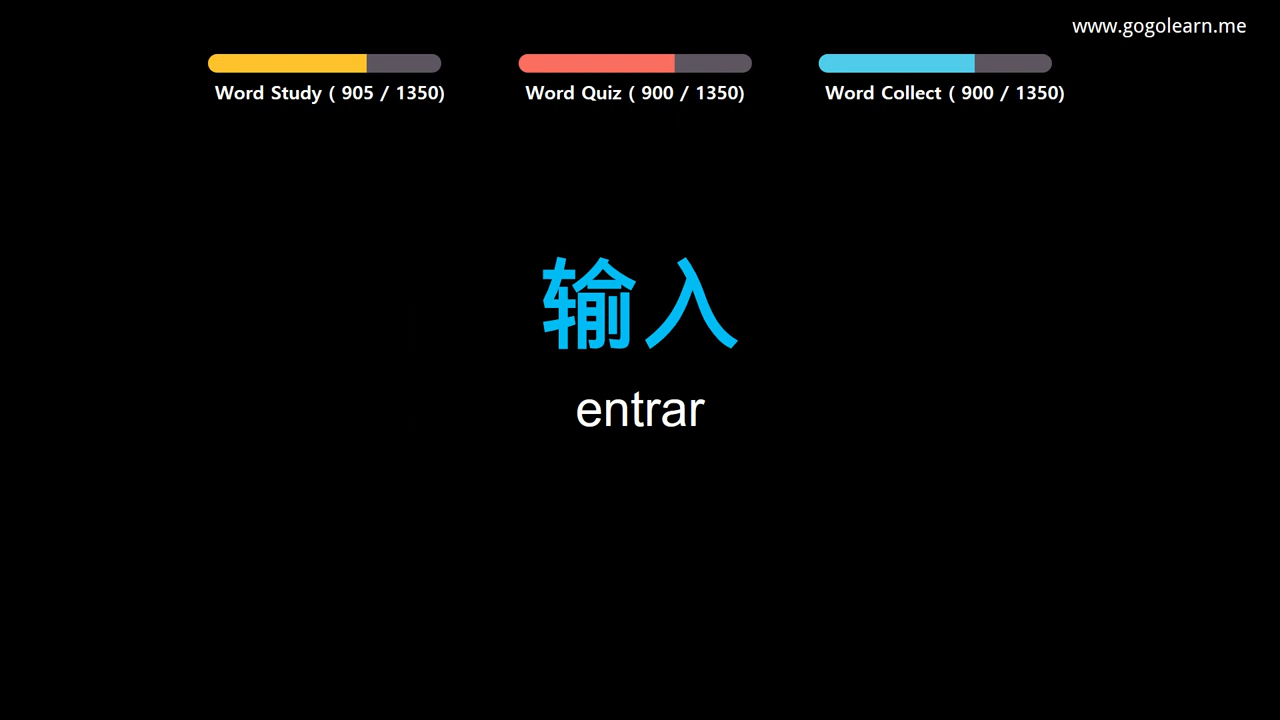 www.gogolearn.me
Word Study ( 905 / 1350)
Word Quiz ( 900 / 1350)
Word Collect ( 900 / 1350)
输入
entrar